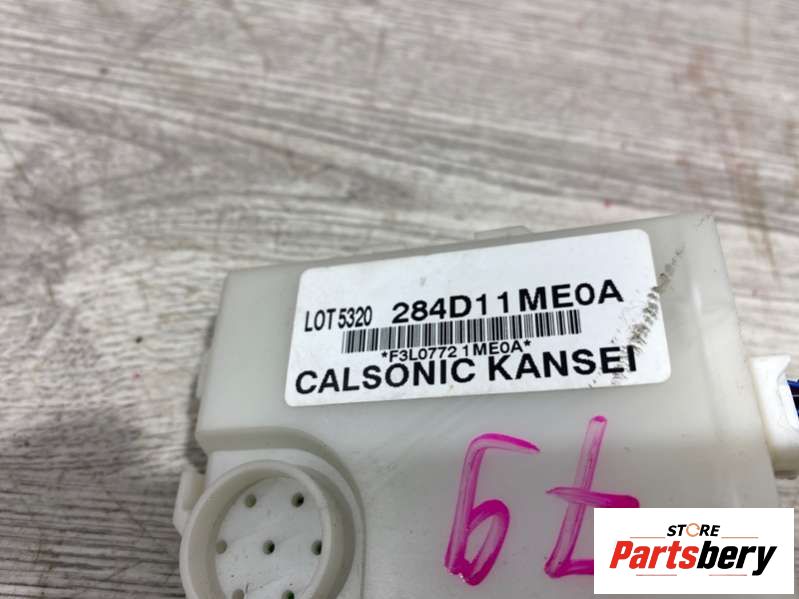 LOT 5320 284D11ME0A
*F3L0772 1ME0A*
CALSONIC KANSEI
STORE
Partsbery